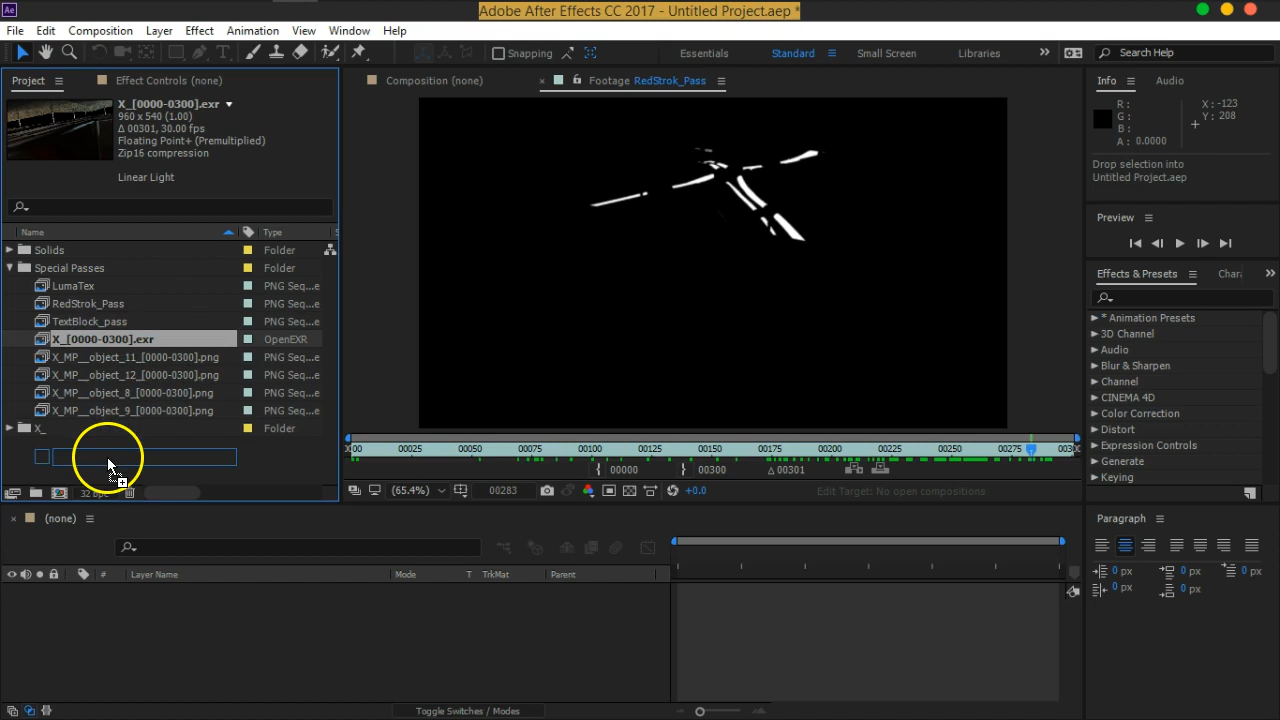 Ae
Adobe After Effects CC 2017 - Untitled Project.aep *
File Edit Composition Layer Effect Animation View Window Help
Snapping Essentials Standard Small Screen Libraries Search Help
Project Effect Controls (none) Composition (none) Footage RedStrok_Pass Info Audio
X_[0000-0300].exr
960 x 540 (1.00)
Δ 00301, 30.00 fps
Floating Point+ (Premultiplied)
Zip16 compression
Linear Light
R : X : -123
G : Y : 208
B :
A : 0.0000
Drop selection into
Untitled Project.aep
Preview
Name Type S
Solids Folder
Special Passes Folder
LumaTex PNG Seq...e
RedStrok_Pass PNG Seq...e
TextBlock_pass PNG Seq...e
X_[0000-0300].exr OpenEXR
X_MP__object_11_[0000-0300].png PNG Seq...e
X_MP__object_12_[0000-0300].png PNG Seq...e
X_MP__object_8_[0000-0300].png PNG Seq...e
X_MP__object_9_[0000-0300].png PNG Seq...e
X_ Folder
32 bpc
Effects & Presets Chara
* Animation Presets
3D Channel
Audio
Blur & Sharpen
Channel
CINEMA 4D
Color Correction
Distort
Expression Controls
Generate
Keying
00 00025 00050 00075 00100 00125 00150 00175 00200 00225 00250 00275 003
00000 00300 Δ 00301
(65.4%) 00283 +0.0 Edit Target: No open compositions
(none)
# Layer Name Mode T TrkMat Parent
Paragraph
0 px 0 px 0 px
0 px 0 px
Toggle Switches / Modes